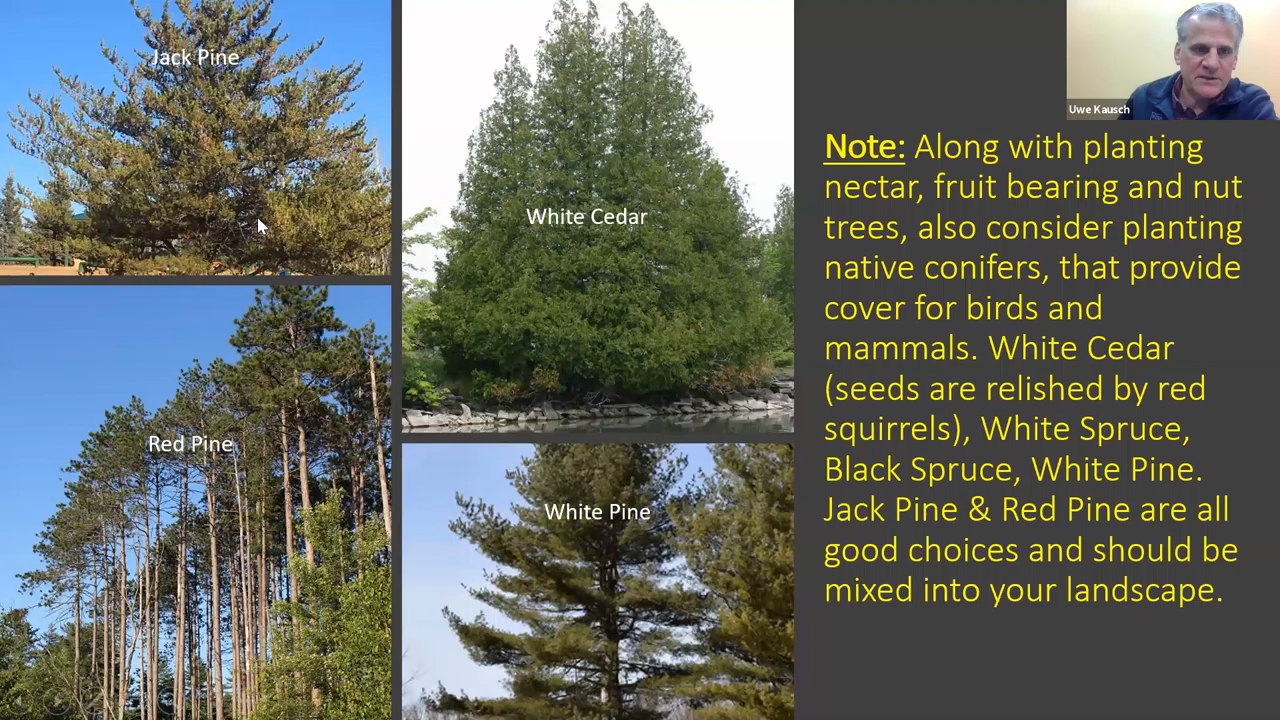 Jack Pine
White Cedar
Red Pine
White Pine
Uwe Kausch
Note: Along with planting
nectar, fruit bearing and nut
trees, also consider planting
native conifers, that provide
cover for birds and
mammals. White Cedar
(seeds are relished by red
squirrels), White Spruce,
Black Spruce, White Pine.
Jack Pine & Red Pine are all
good choices and should be
mixed into your landscape.